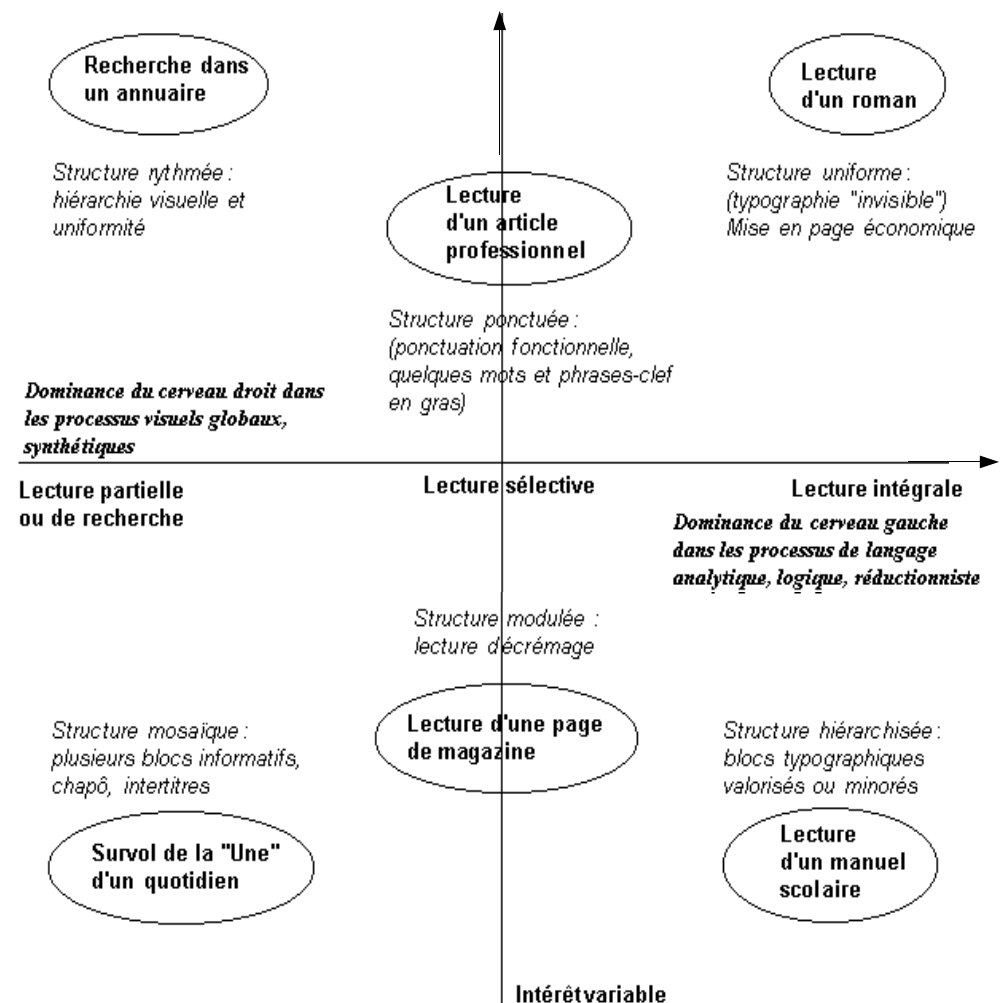 Recherche dans
un annuaire
Lecture
d'un roman
Structure rythmée :
hiérarchie visuelle et
uniformité
Lecture
d'un article
professionnel
Structure uniforme :
(typographie "invisible")
Mise en page économique
Structure ponctuée :
(ponctuation fonctionnelle,
quelques mots et phrases-clef
en gras)
Dominance du cerveau droit dans
les processus visuels globaux,
synthétiques
Lecture partielle
ou de recherche
Lecture sélective
Lecture intégrale
Dominance du cerveau gauche
dans les processus de langage
analytique, logique, réductionniste
Structure modulée :
lecture d'écrémage
Lecture d'une page
de magazine
Structure mosaïque :
plusieurs blocs informatifs,
chapô, intertitres
Structure hiérarchisée :
blocs typographiques
valorisés ou minorés
Survol de la "Une"
d'un quotidien
Lecture
d'un manuel
scolaire
Intérêt variable